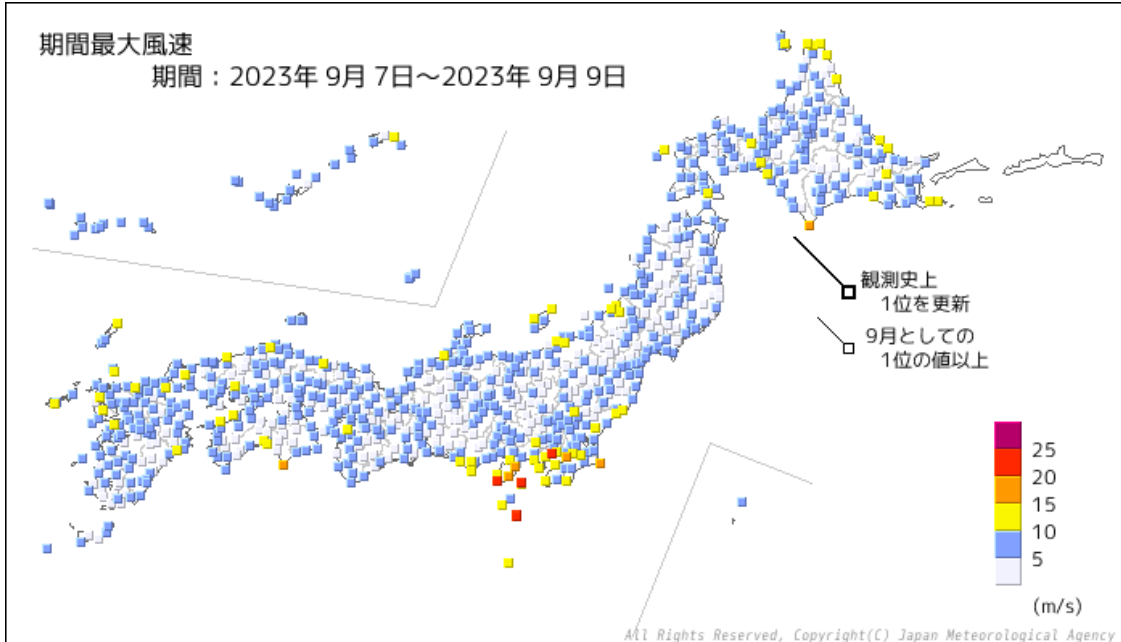 期間最大風速
期間：2023年 9月 7日～2023年 9月 9日
観測史上
1位を更新
9月としての
1位の値以上
25
20
15
10
5
(m/s)
All Rights Reserved, Copyright(C) Japan Meteorological Agency